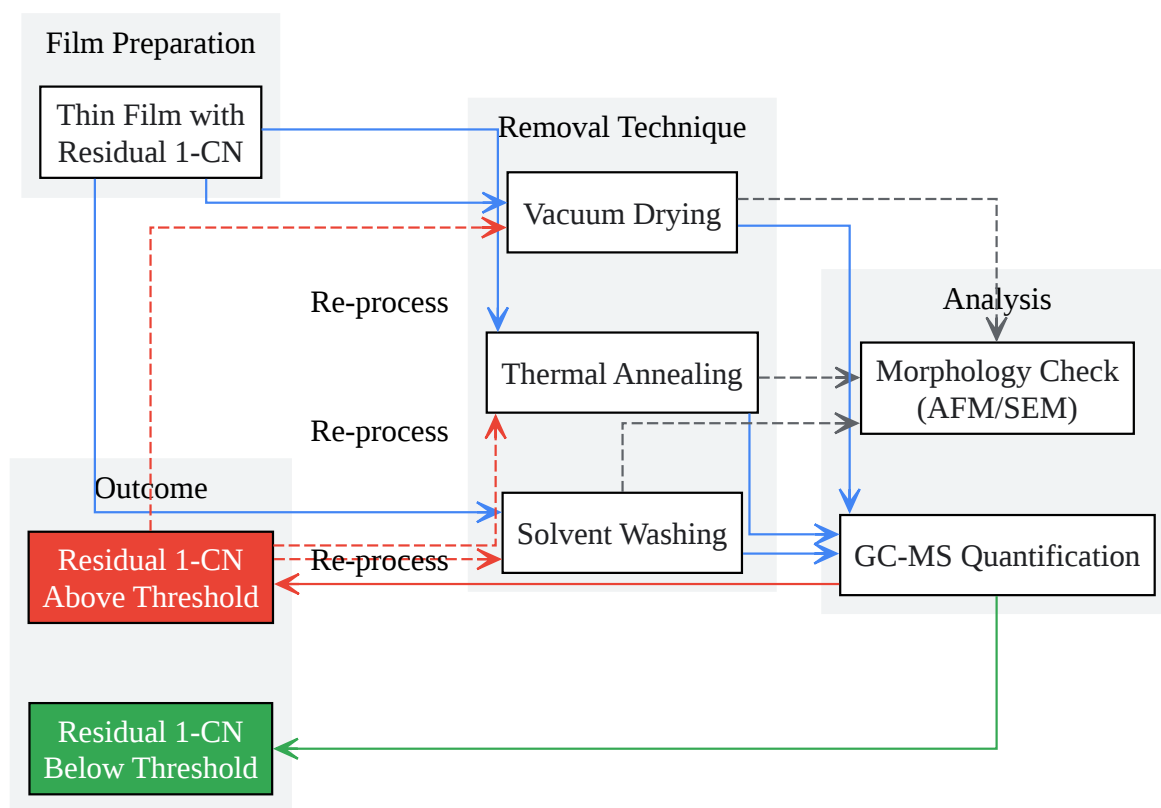 Film Preparation
Thin Film with
Residual 1-CN
Removal Technique
Vacuum Drying
Re-process
Analysis
Thermal Annealing
Morphology Check
(AFM/SEM)
Re-process
Outcome
Solvent Washing
Residual 1-CN
Above Threshold
Re-process
GC-MS Quantification
Residual 1-CN
Below Threshold